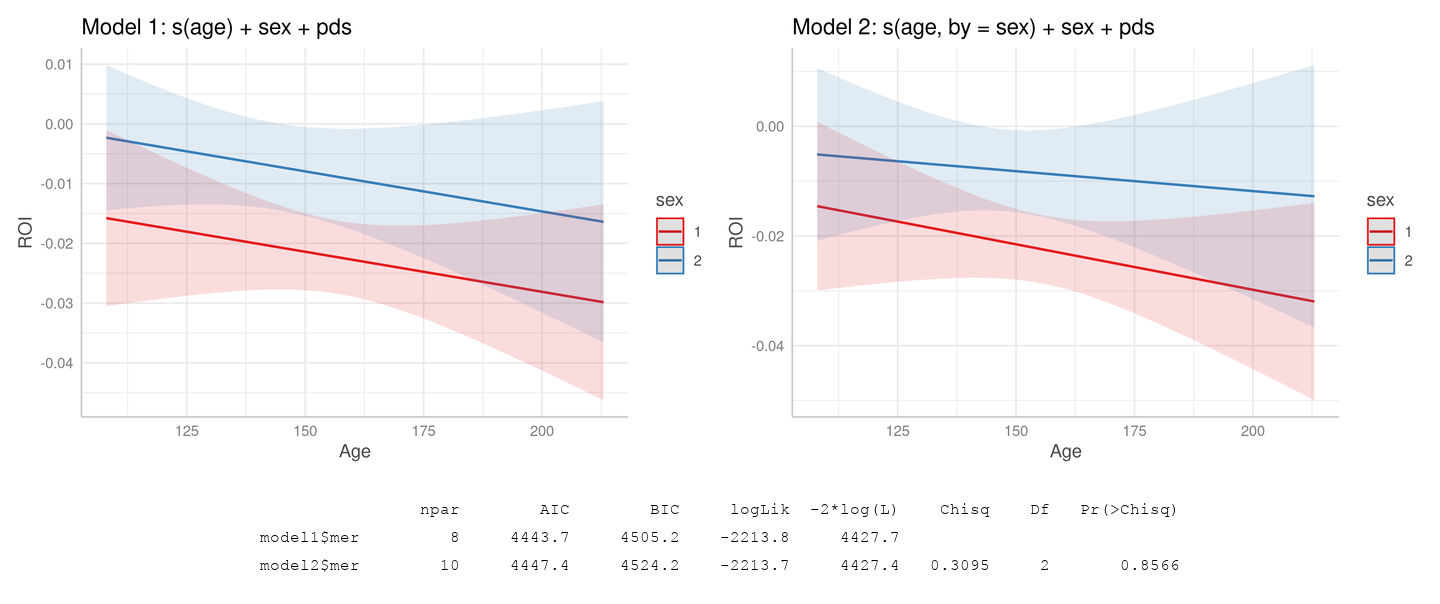 Model 1: s(age) + sex + pds
0.01
0.00
-0.01
-0.02
-0.03
-0.04
ROI
125 150 175 200
Age
sex
1
2
Model 2: s(age, by = sex) + sex + pds
0.00
-0.02
-0.04
ROI
125 150 175 200
Age
sex
1
2
npar AIC BIC logLik -2*log(L) Chisq Df Pr(>Chisq)
model1$mer 8 4443.7 4505.2 -2213.8 4427.7
model2$mer 10 4447.4 4524.2 -2213.7 4427.4 0.3095 2 0.8566